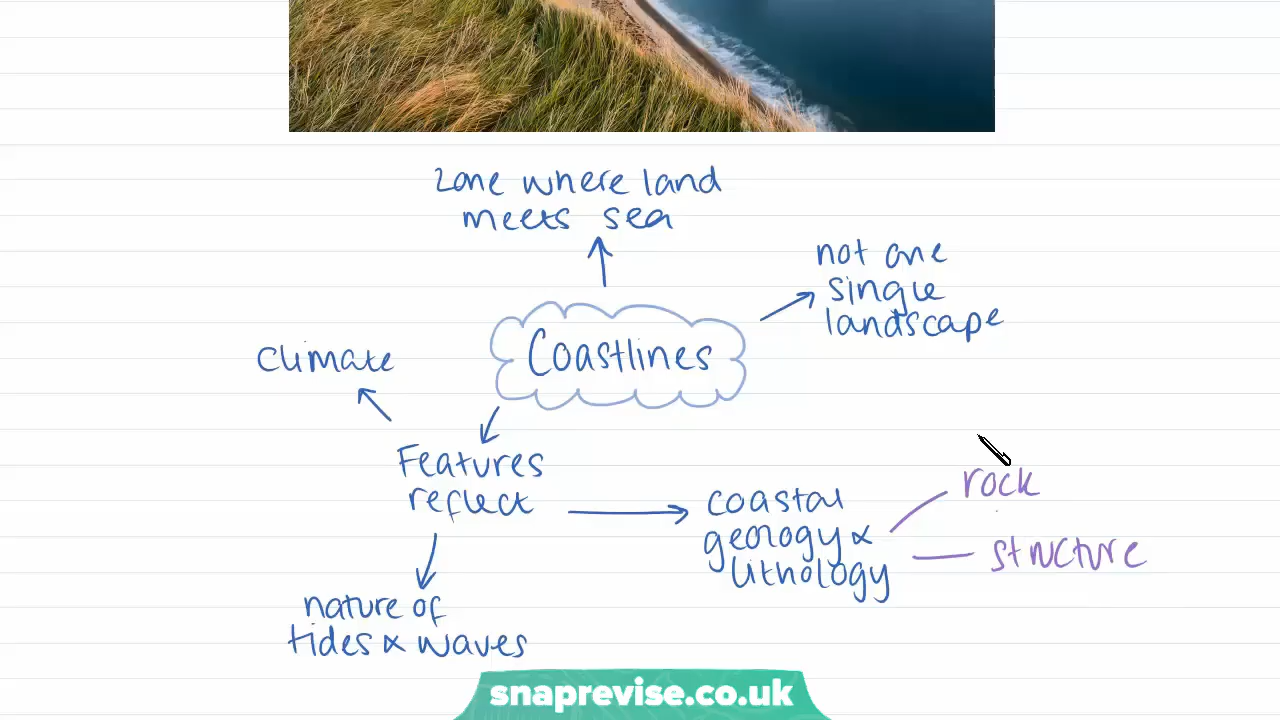 zone where land
meets sea
not one
single
landscape
Coastlines
climate
Features
reflect
coastal
geology &
lithology
rock
structure
nature of
tides & waves
snaprevise.co.uk